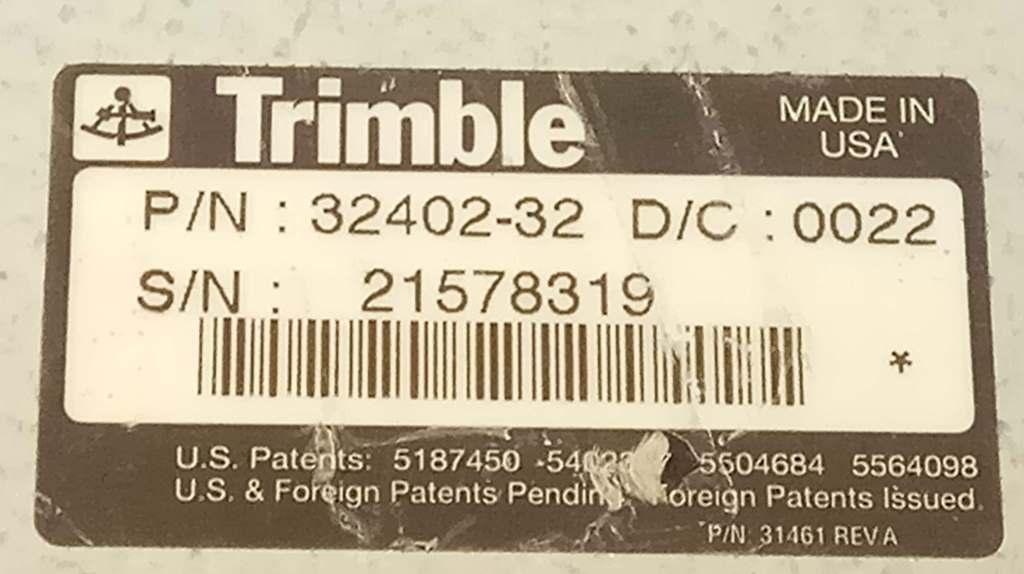 Trimble
MADE IN
USA
P/N : 32402-32 D/C : 0022
S/N : 21578319
*
U.S. Patents: 5187450 5504684 5564098
U.S. & Foreign Patents Pending Foreign Patents Issued.
P/N 31461 REV A